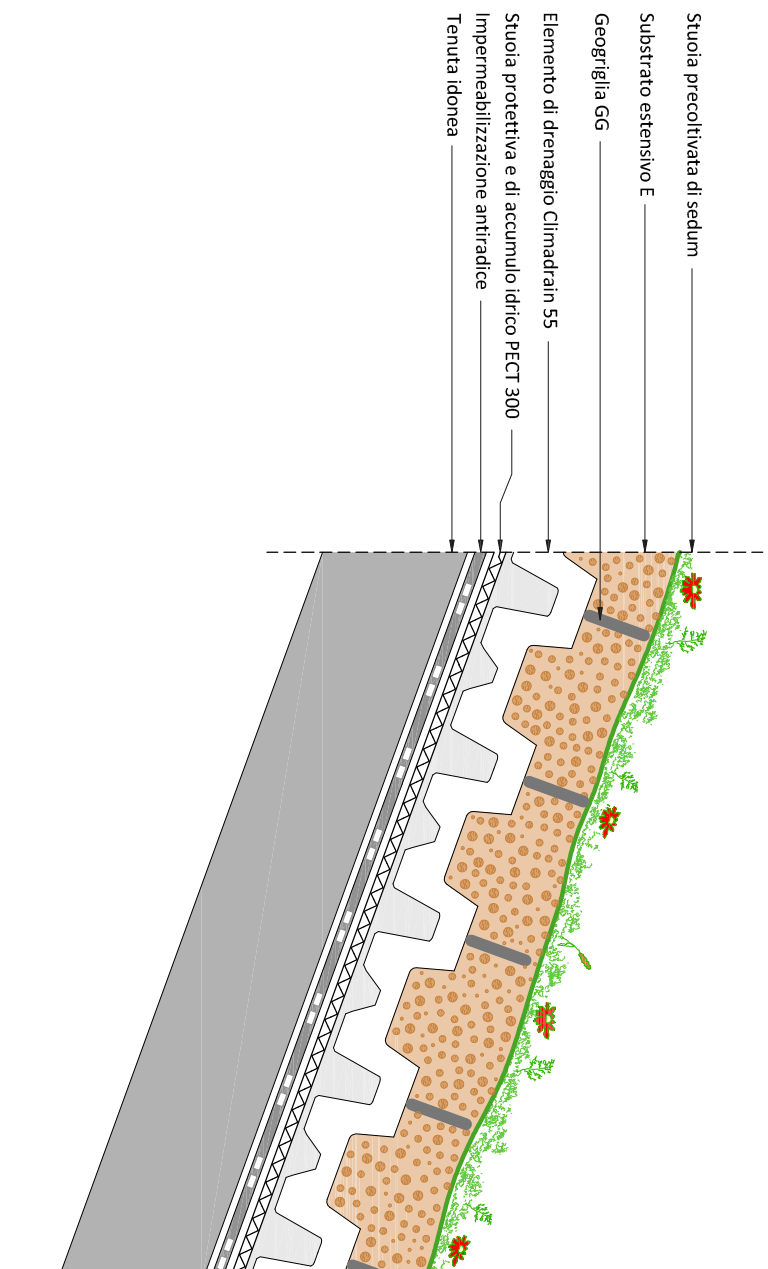 Stuoia precoltivata di sedum
Substrato estensivo E
Geogriglia GG
Elemento di drenaggio Climadrain 55
Stuoia protettiva e di accumulo idrico PECT 300
Impermeabilizzazione antiradice
Tenuta idonea